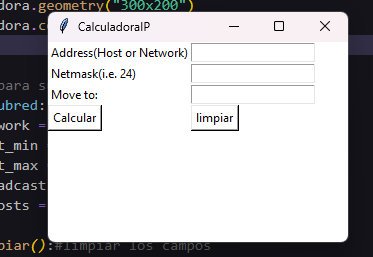 dora.geometry("300x200")
dora.c
CalculadoraIP
Address(Host or Network)
Netmask(i.e. 24)
Move to:
Calcular limpiar
para s
ubred:
work =
t_min
t_max
adcast
osts =
piar():#limpiar los campos